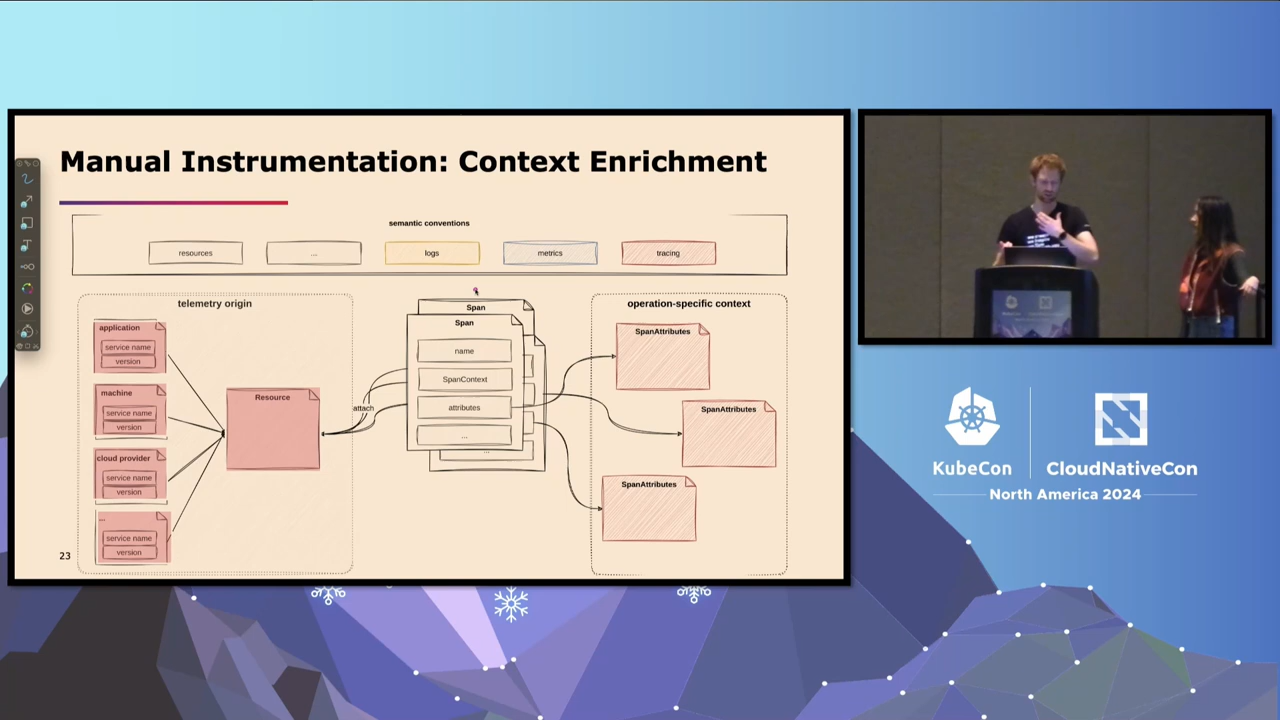 Manual Instrumentation: Context Enrichment
semantic conventions
resources
...
logs
metrics
tracing
telemetry origin
application
service name
version
machine
service name
version
cloud provider
service name
version
...
service name
version
Resource
attach
Span
Span
name
SpanContext
attributes
...
...
operation-specific context
SpanAttributes
SpanAttributes
SpanAttributes
23
KubeCon
CloudNativeCon
North America 2024